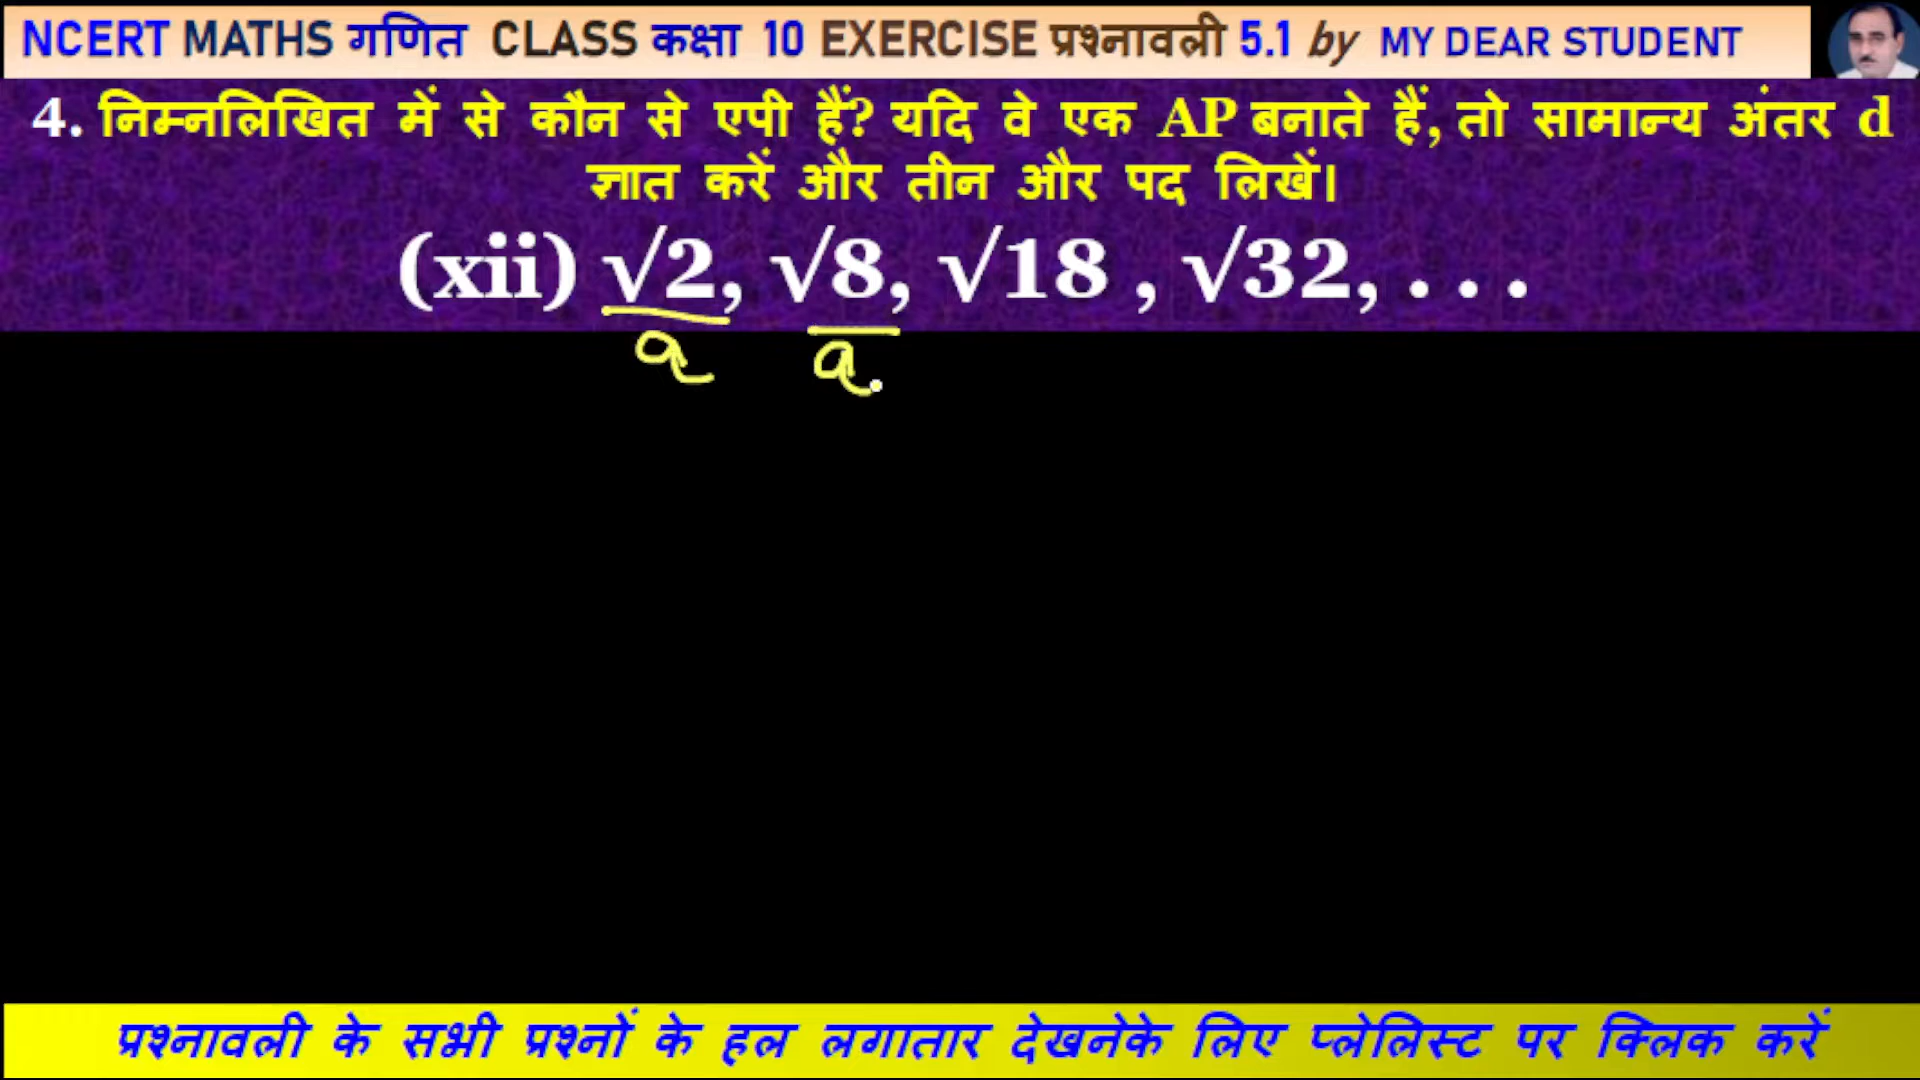 NCERT MATHS गणित CLASS कक्षा 10 EXERCISE प्रश्नावली 5.1 by MY DEAR STUDENT
4. निम्नलिखित में से कौन से एपी हैं? यदि वे एक AP बनाते हैं, तो सामान्य अंतर d
ज्ञात करें और तीन और पद लिखें।
(xii) √2, √8, √18 , √32, . . .
a a
प्रश्नावली के सभी प्रश्नों के हल लगातार देखनेके लिए प्लेलिस्ट पर क्लिक करें